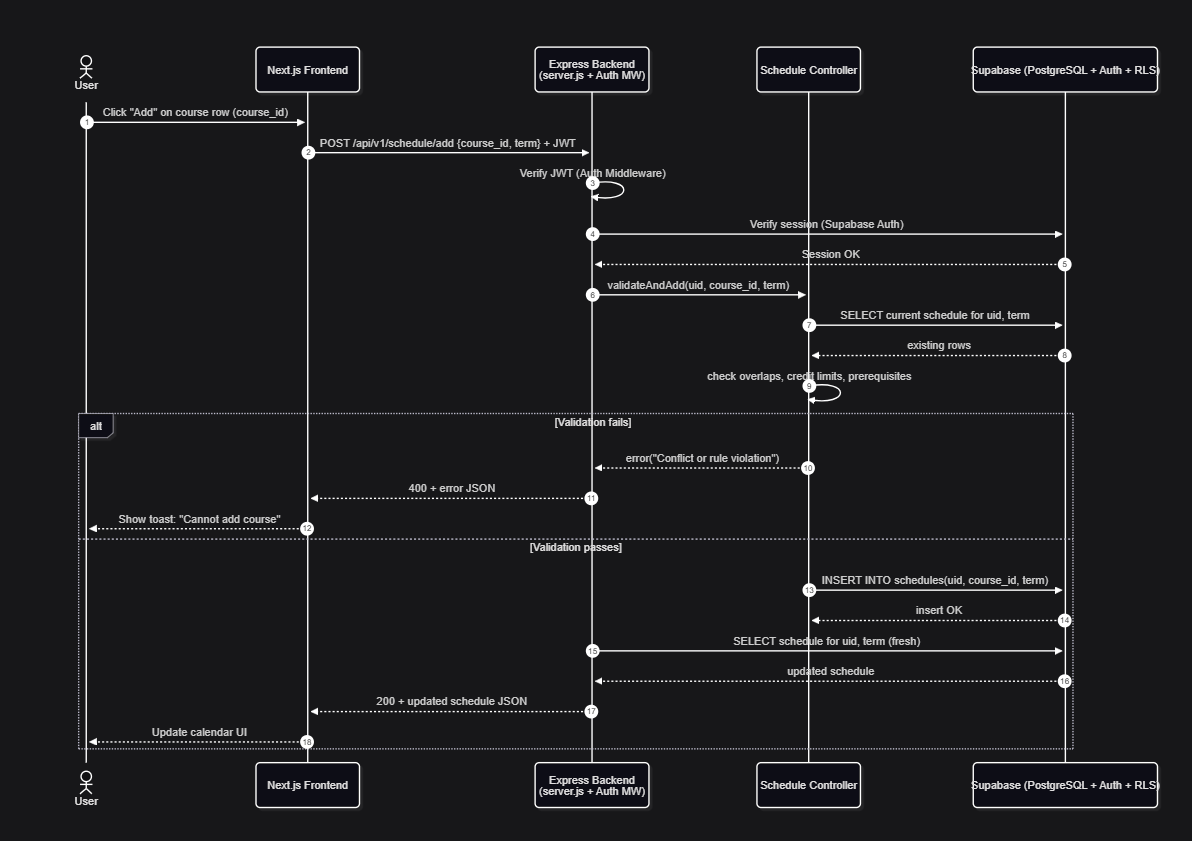 User
Next.js Frontend
Express Backend
(server.js + Auth MW)
Schedule Controller
Supabase (PostgreSQL + Auth + RLS)
Click "Add" on course row (course_id)
1
POST /api/v1/schedule/add {course_id, term} + JWT
2
Verify JWT (Auth Middleware)
3
Verify session (Supabase Auth)
4
Session OK
5
validateAndAdd(uid, course_id, term)
6
SELECT current schedule for uid, term
7
existing rows
8
check overlaps, credit limits, prerequisites
9
alt
[Validation fails]
error("Conflict or rule violation")
10
400 + error JSON
11
Show toast: "Cannot add course"
12
[Validation passes]
INSERT INTO schedules(uid, course_id, term)
13
insert OK
14
SELECT schedule for uid, term (fresh)
15
updated schedule
16
200 + updated schedule JSON
17
Update calendar UI
18
User
Next.js Frontend
Express Backend
(server.js + Auth MW)
Schedule Controller
Supabase (PostgreSQL + Auth + RLS)